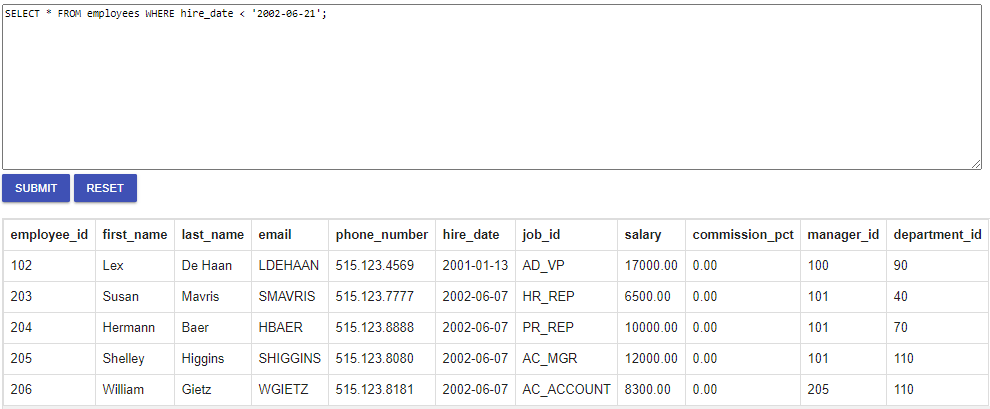 SELECT * FROM employees WHERE hire_date < '2002-06-21';
SUBMIT RESET
employee_id first_name last_name email phone_number hire_date job_id salary commission_pct manager_id department_id
102 Lex De Haan LDEHAAN 515.123.4569 2001-01-13 AD_VP 17000.00 0.00 100 90
203 Susan Mavris SMAVRIS 515.123.7777 2002-06-07 HR_REP 6500.00 0.00 101 40
204 Hermann Baer HBAER 515.123.8888 2002-06-07 PR_REP 10000.00 0.00 101 70
205 Shelley Higgins SHIGGINS 515.123.8080 2002-06-07 AC_MGR 12000.00 0.00 101 110
206 William Gietz WGIETZ 515.123.8181 2002-06-07 AC_ACCOUNT 8300.00 0.00 205 110